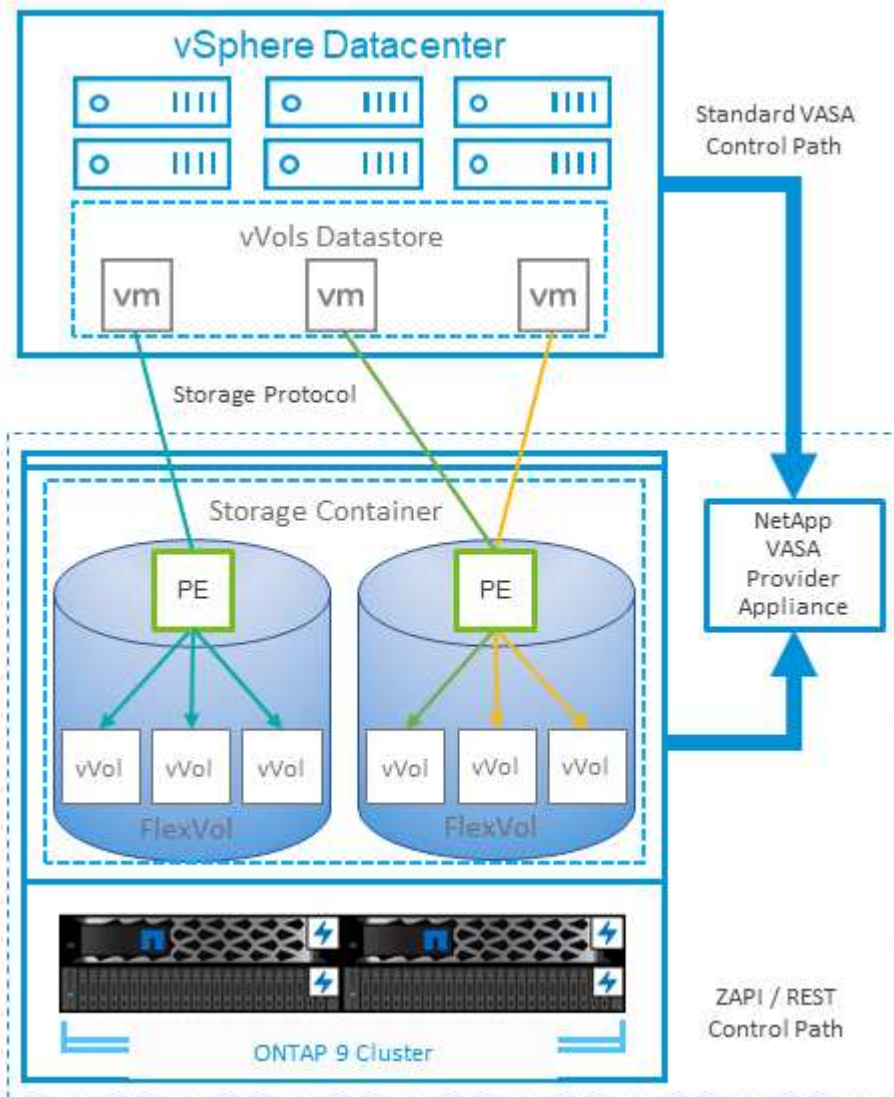 vSphere Datacenter
Standard VASA
Control Path
vVols Datastore
vm vm vm
Storage Protocol
Storage Container
PE PE
vVol vVol vVol vVol vVol vVol
FlexVol FlexVol
NetApp
VASA
Provider
Appliance
ONTAP 9 Cluster
ZAPI / REST
Control Path